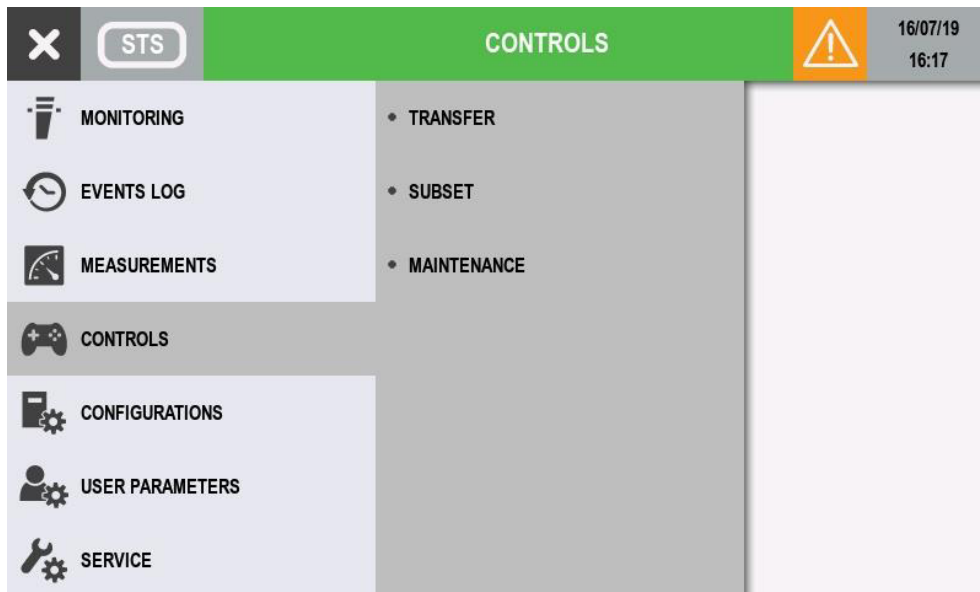 STS
CONTROLS
16/07/19
16:17
MONITORING
TRANSFER
EVENTS LOG
SUBSET
MEASUREMENTS
MAINTENANCE
CONTROLS
CONFIGURATIONS
USER PARAMETERS
SERVICE